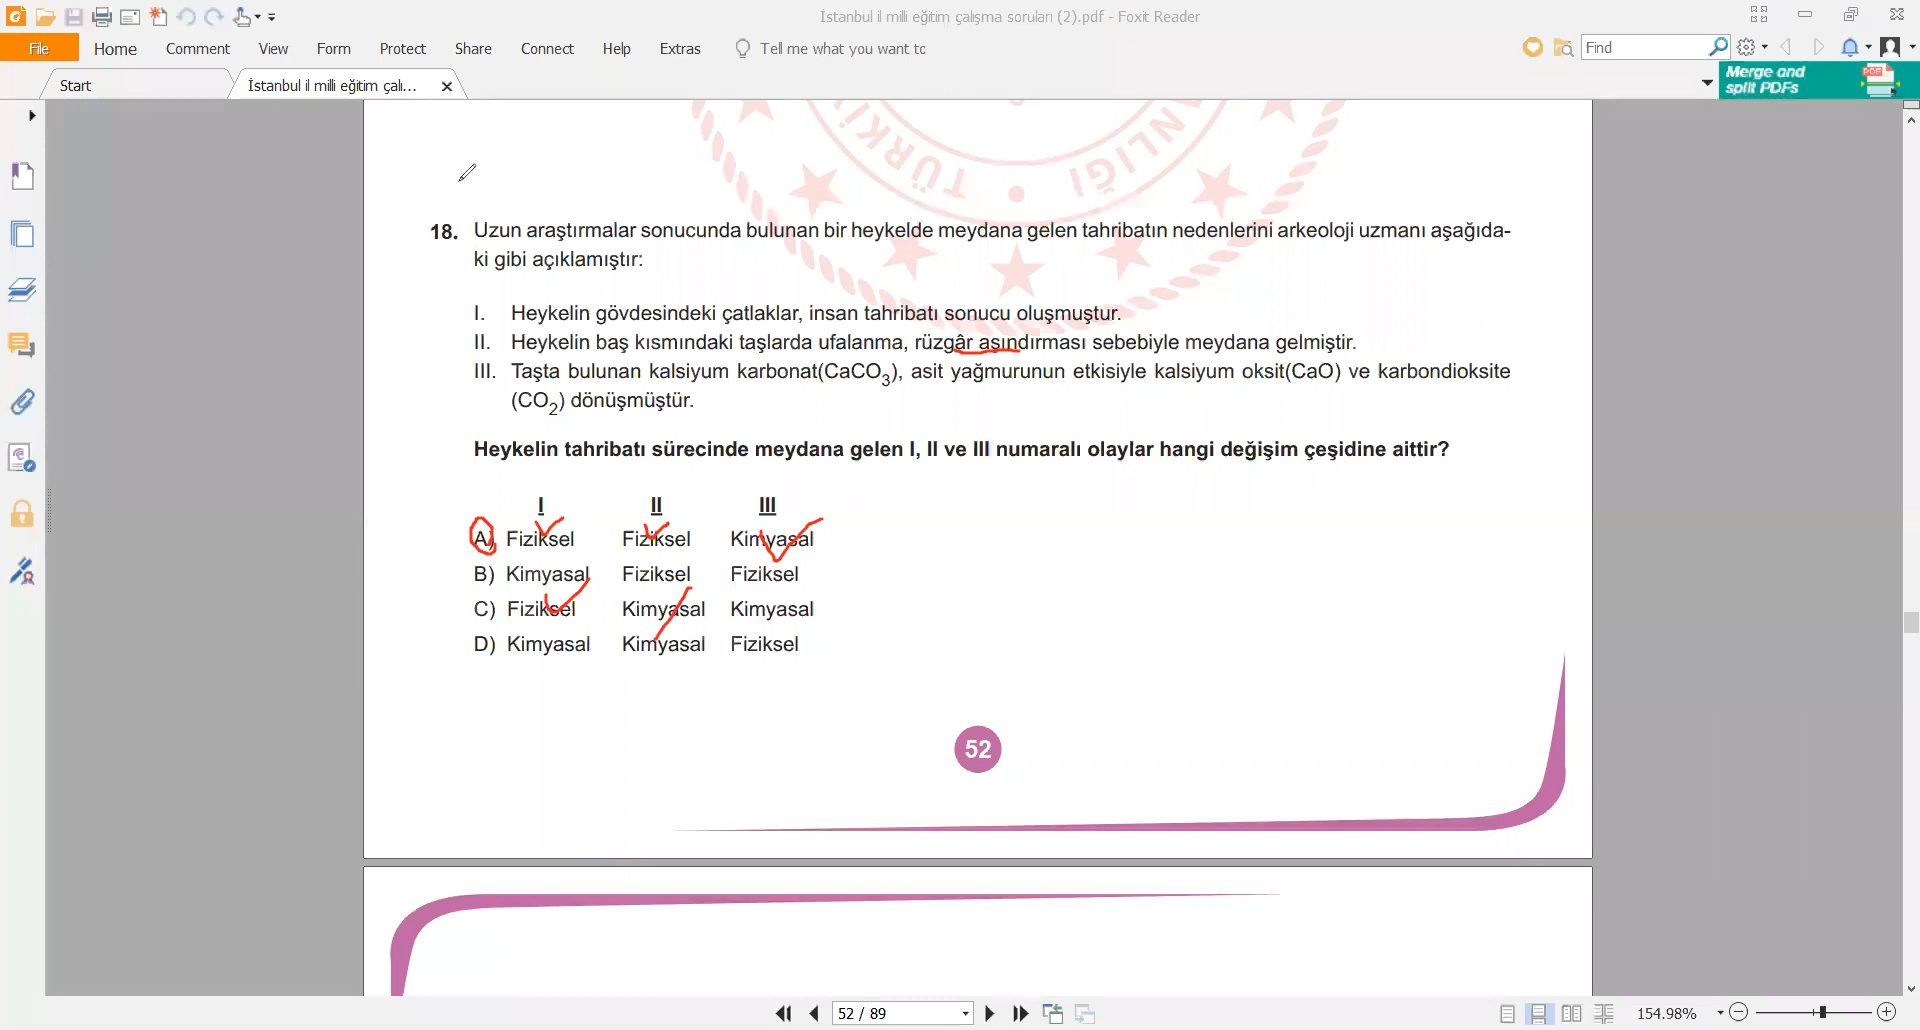 İstanbul il milli eğitim çalışma soruları (2).pdf - Foxit Reader
File Home Comment View Form Protect Share Connect Help Extras Tell me what you want to Find
Start İstanbul il milli eğitim çalı... Merge and
split PDFs
PDF
TÜRKİ ANLIĞI
18. Uzun araştırmalar sonucunda bulunan bir heykelde meydana gelen tahribatın nedenlerini arkeoloji uzmanı aşağıda-
ki gibi açıklamıştır:
I. Heykelin gövdesindeki çatlaklar, insan tahribatı sonucu oluşmuştur.
II. Heykelin baş kısmındaki taşlarda ufalanma, rüzgâr aşındırması sebebiyle meydana gelmiştir.
III. Taşta bulunan kalsiyum karbonat(CaCO3), asit yağmurunun etkisiyle kalsiyum oksit(CaO) ve karbondioksite
(CO2) dönüşmüştür.
Heykelin tahribatı sürecinde meydana gelen I, II ve III numaralı olaylar hangi değişim çeşidine aittir?
I II III
A) Fiziksel Fiziksel Kimyasal
B) Kimyasal Fiziksel Fiziksel
C) Fiziksel Kimyasal Kimyasal
D) Kimyasal Kimyasal Fiziksel
52
52 / 89 154.98%